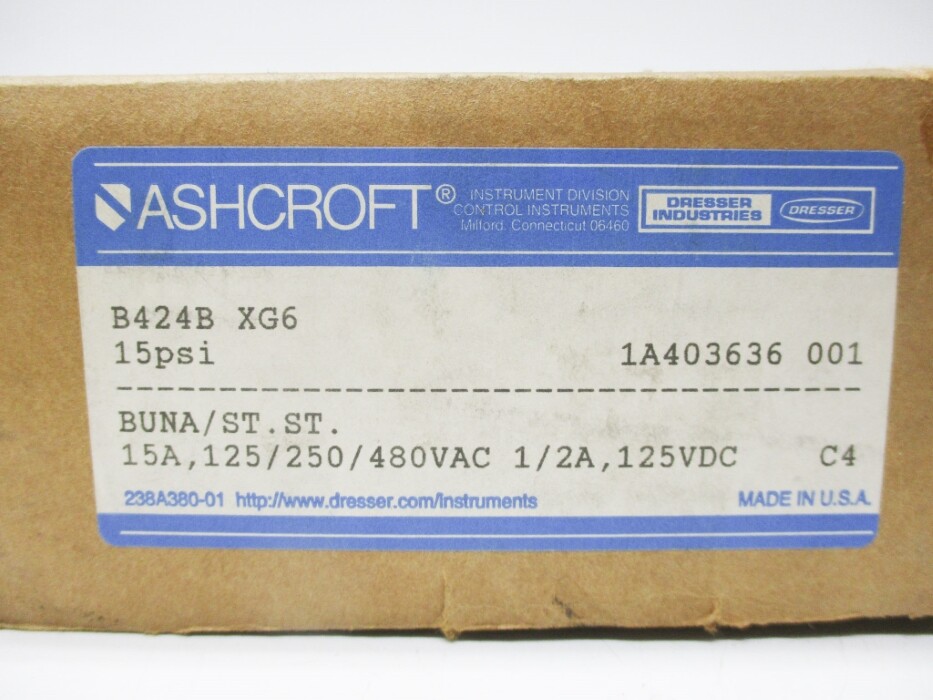 ASHCROFT®
INSTRUMENT DIVISION
CONTROL INSTRUMENTS
Milford, Connecticut 06460
DRESSER
INDUSTRIES
DRESSER
B424B XG6
15psi 1A403636 001
--------------------------------------
BUNA/ST.ST.
15A,125/250/480VAC 1/2A,125VDC C4
238A380-01 http://www.dresser.com/instruments MADE IN U.S.A.